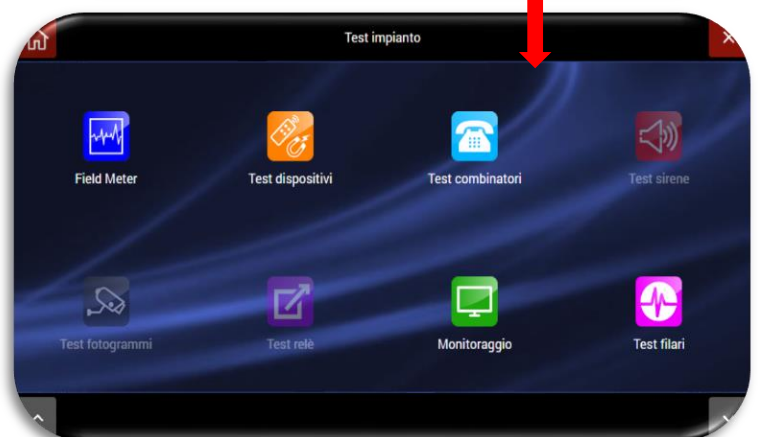 Test impianto
Field Meter
Test dispositivi
Test combinatori
Test sirene
Test fotogrammi
Test relè
Monitoraggio
Test filari